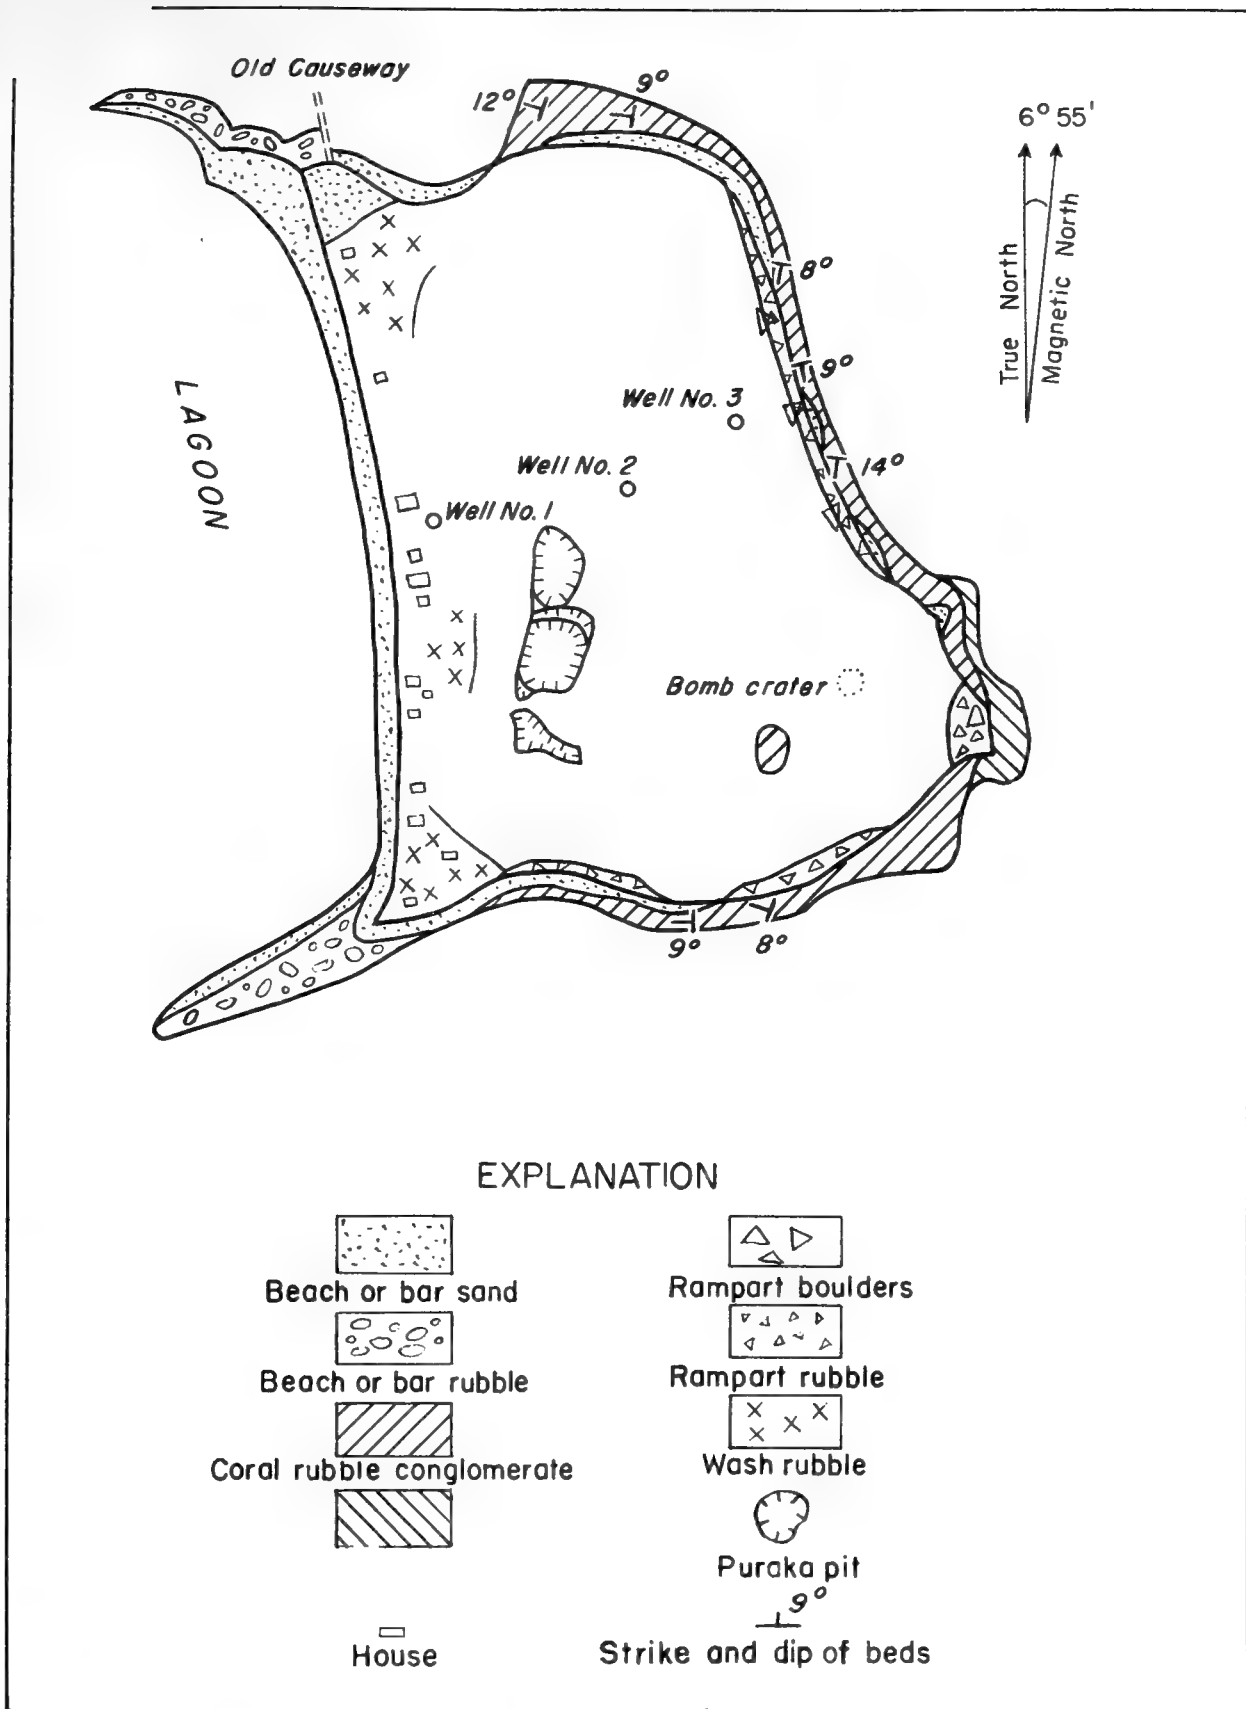 Old Causeway
12°
9°
6° 55'
True North
Magnetic North
8°
9°
Well No. 3
14°
Well No. 2
Well No. 1
LAGOON
Bomb crater
9°
8°
EXPLANATION
Beach or bar sand
Rampart boulders
Beach or bar rubble
Rampart rubble
Coral rubble conglomerate
Wash rubble
Puraka pit
9°
House
Strike and dip of beds